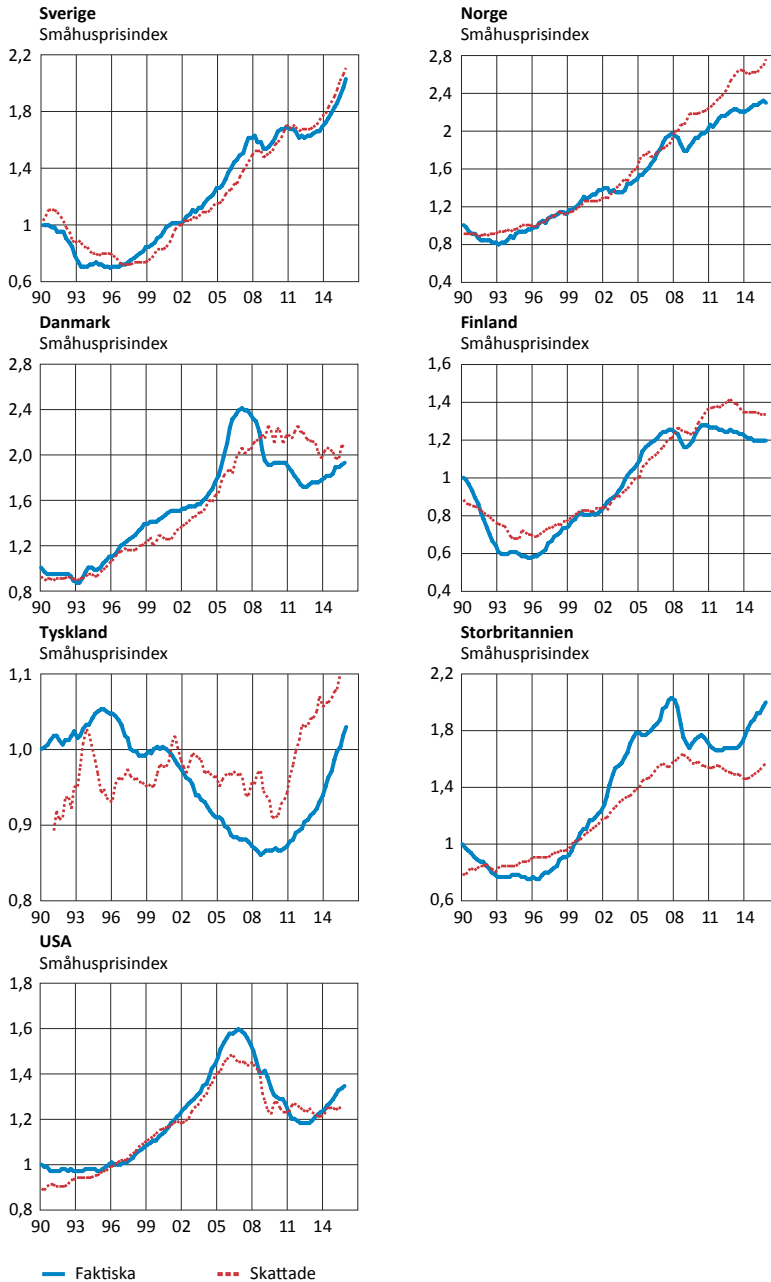 Sverige
Småhusprisindex
2,2
1,8
1,4
1
0,6
90 93 96 99 02 05 08 11 14
Norge
Småhusprisindex
2,8
2,4
2
1,6
1,2
0,8
0,4
90 93 96 99 02 05 08 11 14
Danmark
Småhusprisindex
2,8
2,4
2,0
1,6
1,2
0,8
90 93 96 99 02 05 08 11 14
Finland
Småhusprisindex
1,6
1,4
1,2
1
0,8
0,6
0,4
90 93 96 99 02 05 08 11 14
Tyskland
Småhusprisindex
1,1
1,0
0,9
0,8
90 93 96 99 02 05 08 11 14
Storbritannien
Småhusprisindex
2,2
1,8
1,4
1
0,6
90 93 96 99 02 05 08 11 14
USA
Småhusprisindex
1,8
1,6
1,4
1,2
1
0,8
90 93 96 99 02 05 08 11 14
Faktiska Skattade